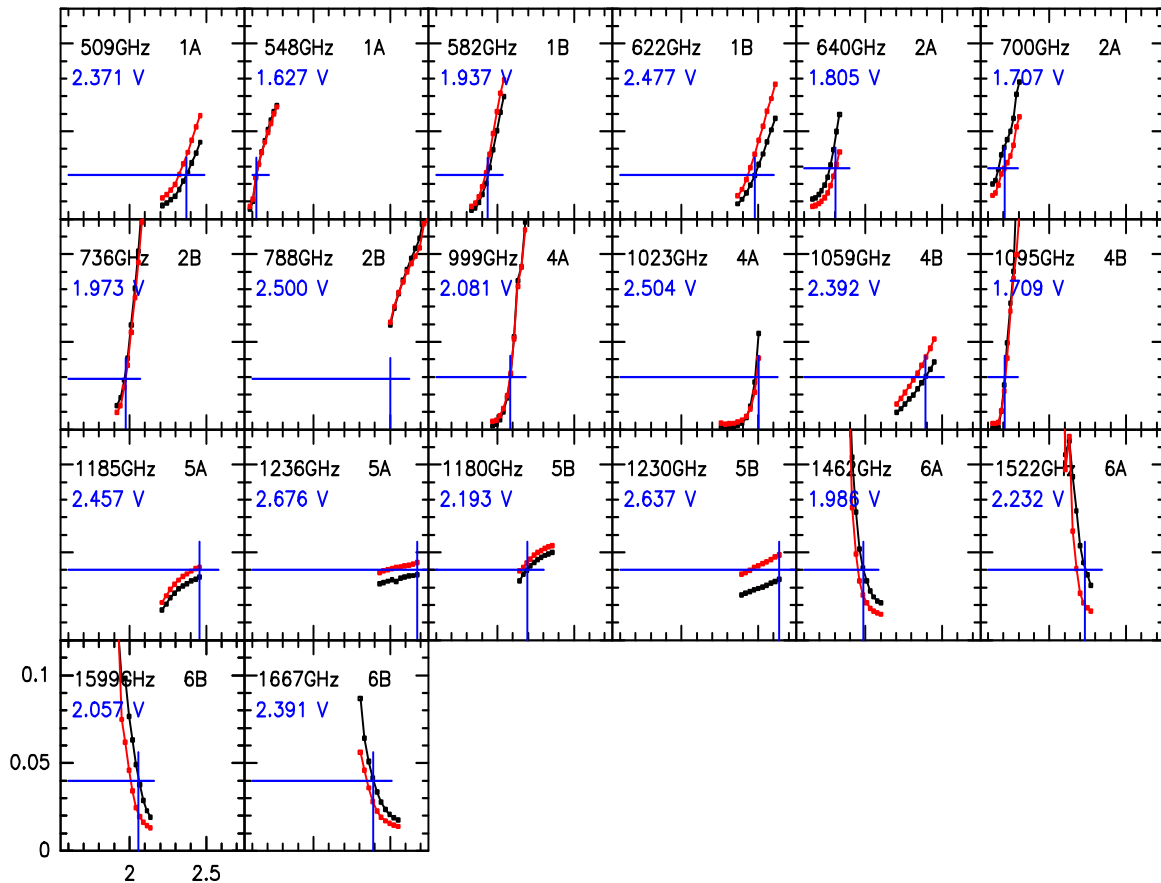 509GHz 1A 548GHz 1A 582GHz 1B 622GHz 1B 640GHz 2A 700GHz 2A
2.371 V 1.627 V 1.937 V 2.477 V 1.805 V 1.707 V
736GHz 2B 788GHz 2B 999GHz 4A 1023GHz 4A 1059GHz 4B 1095GHz 4B
1.973 V 2.500 V 2.081 V 2.504 V 2.392 V 1.709 V
1185GHz 5A 1236GHz 5A 1180GHz 5B 1230GHz 5B 1462GHz 6A 1522GHz 6A
2.457 V 2.676 V 2.193 V 2.637 V 1.986 V 2.232 V
0.1 1599GHz 6B 1667GHz 6B
2.057 V 2.391 V
0.05
0
2 2.5